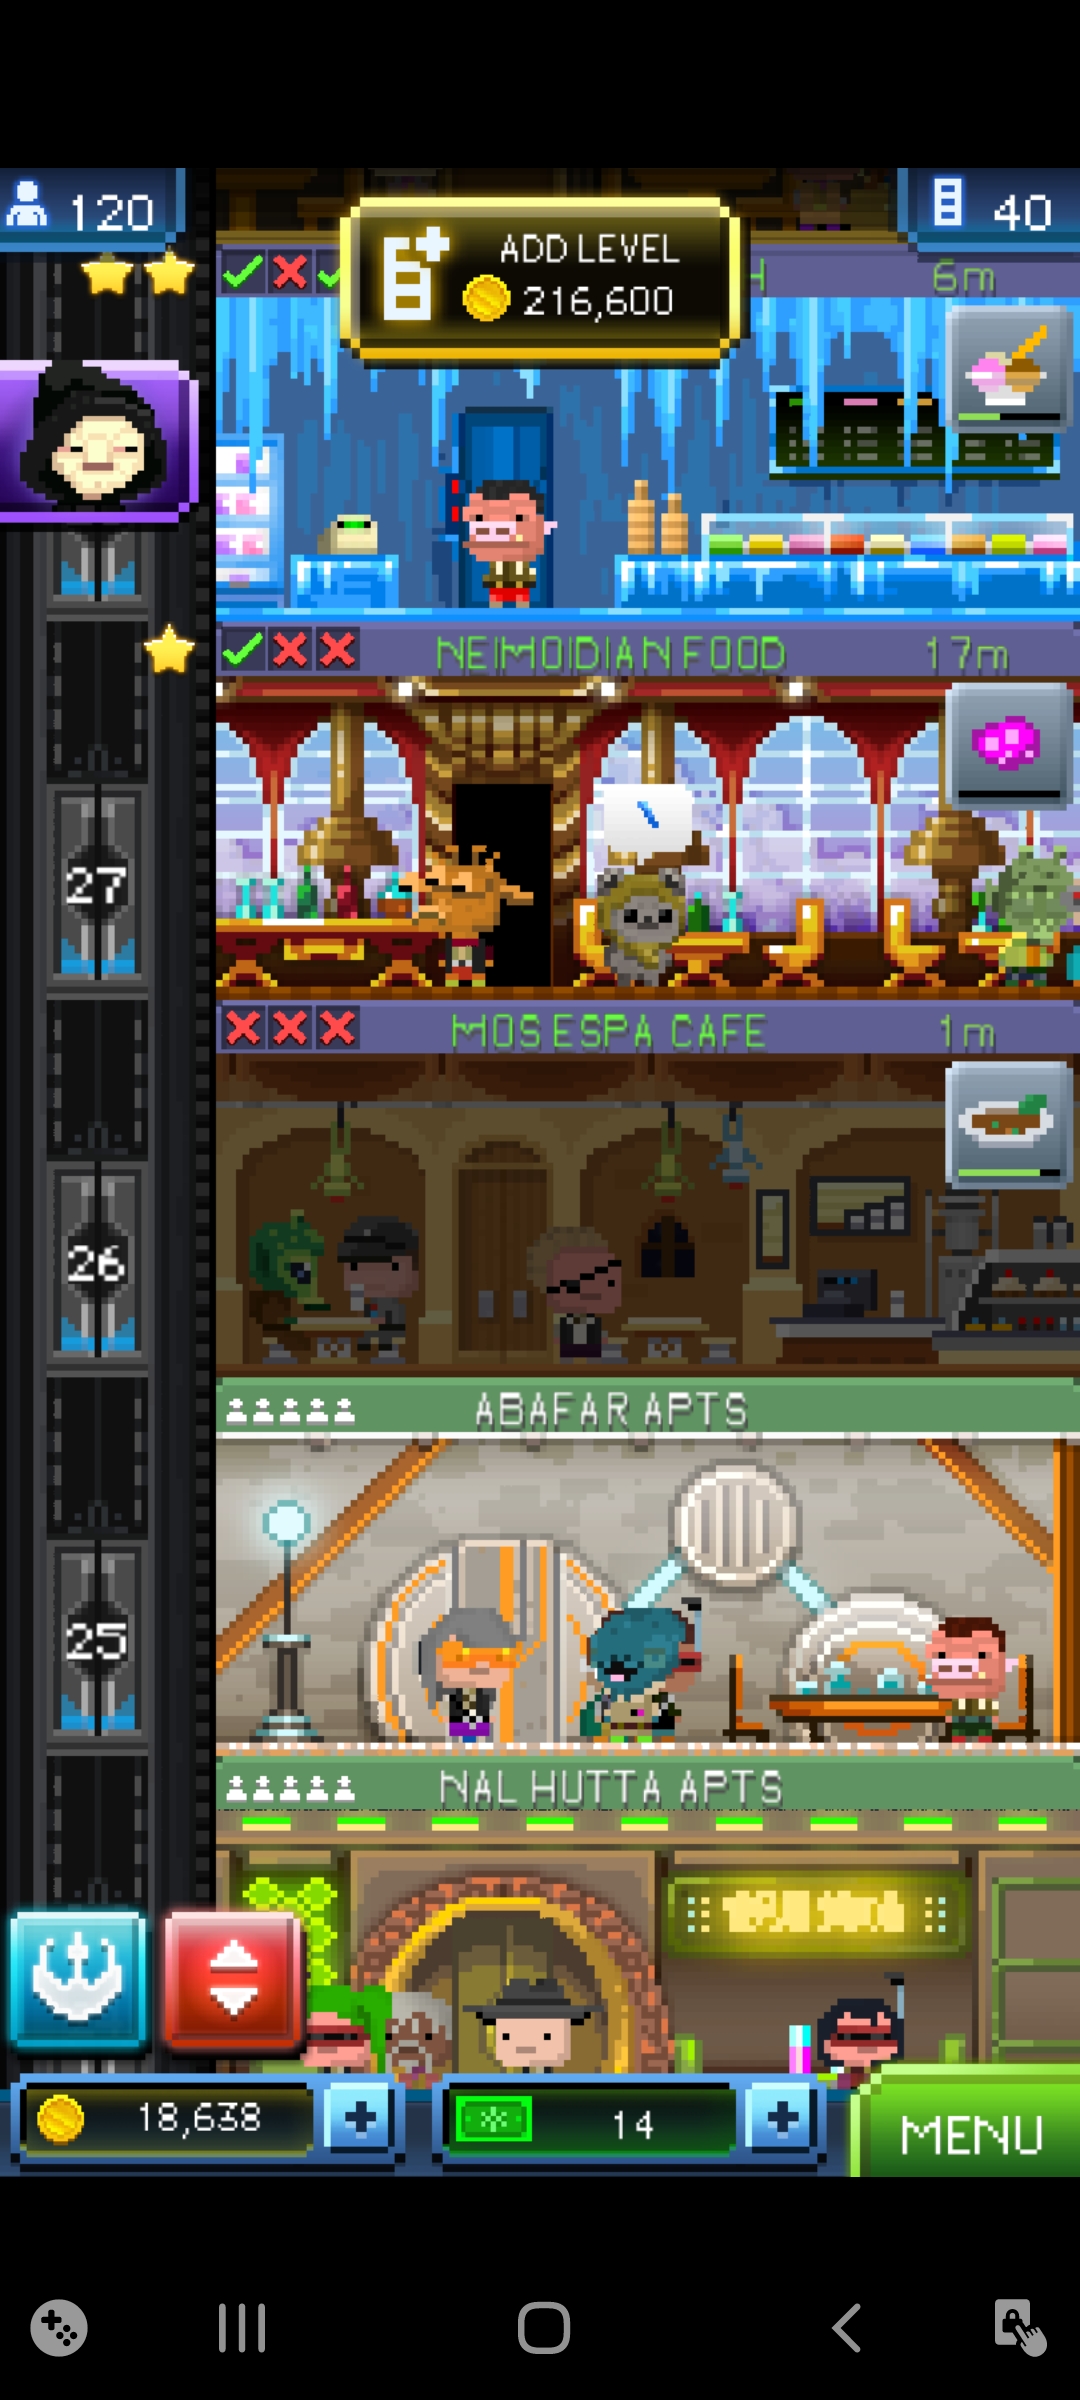 120
40
ADD LEVEL
216,600
6m
NEIMOIDIAN FOOD 17m
27
MOS ESPA CAFE 1m
26
ABAFAR APTS
25
NAL HUTTA APTS
18,638
14
MENU